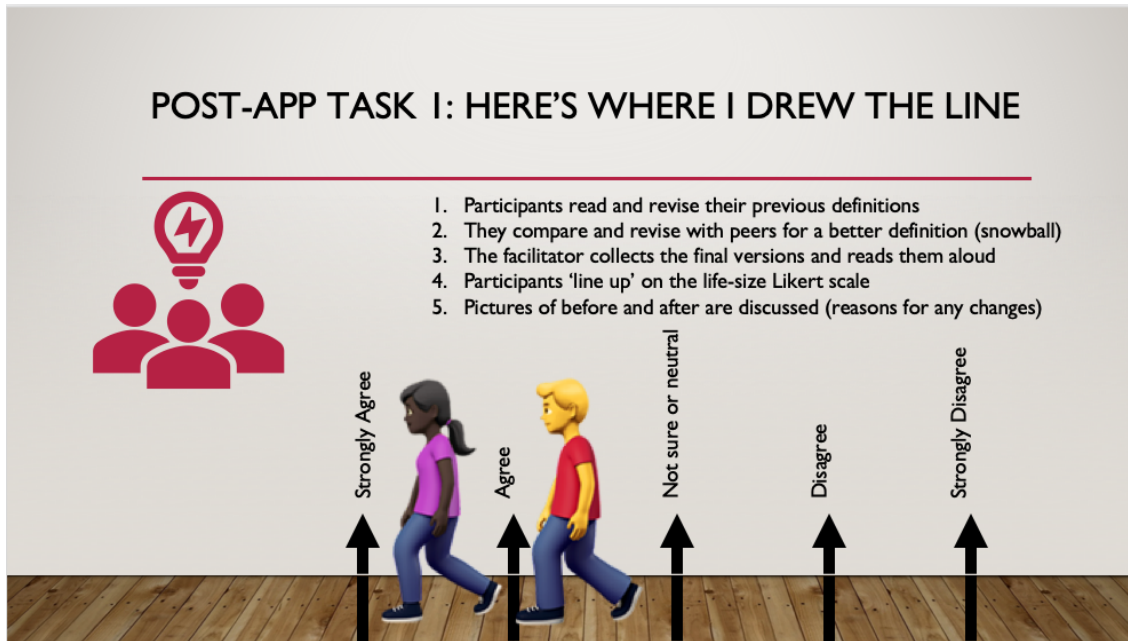 POST-APP TASK 1: HERE'S WHERE I DREW THE LINE
1. Participants read and revise their previous definitions
2. They compare and revise with peers for a better definition (snowball)
3. The facilitator collects the final versions and reads them aloud
4. Participants 'line up' on the life-size Likert scale
5. Pictures of before and after are discussed (reasons for any changes)
Strongly Agree
Agree
Not sure or neutral
Disagree
Strongly Disagree